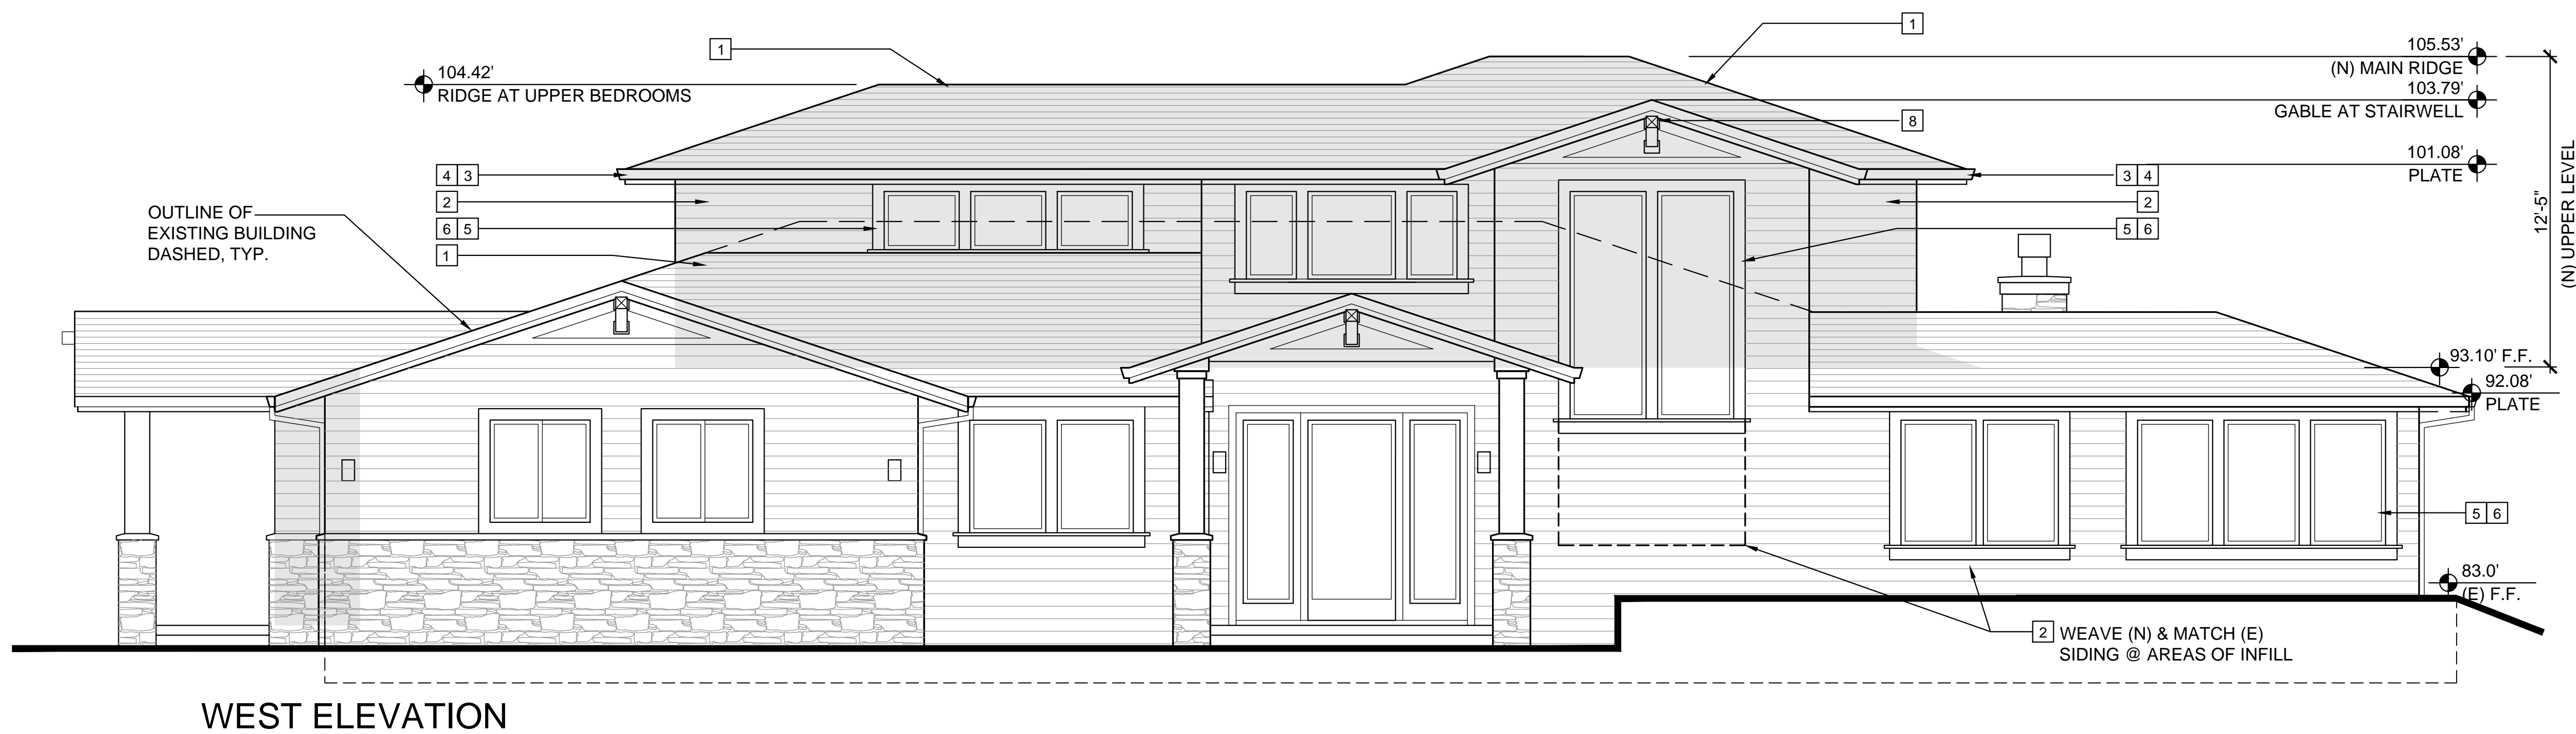 1
1
104.42'
RIDGE AT UPPER BEDROOMS
105.53'
(N) MAIN RIDGE
103.79'
GABLE AT STAIRWELL
8
101.08'
PLATE
4 3
3 4
2
2
6 5
5 6
1
OUTLINE OF
EXISTING BUILDING
DASHED, TYP.
12'-5"
(N) UPPER LEVEL
93.10' F.F.
92.08'
PLATE
5 6
83.0'
(E) F.F.
2 WEAVE (N) & MATCH (E)
SIDING @ AREAS OF INFILL
WEST ELEVATION